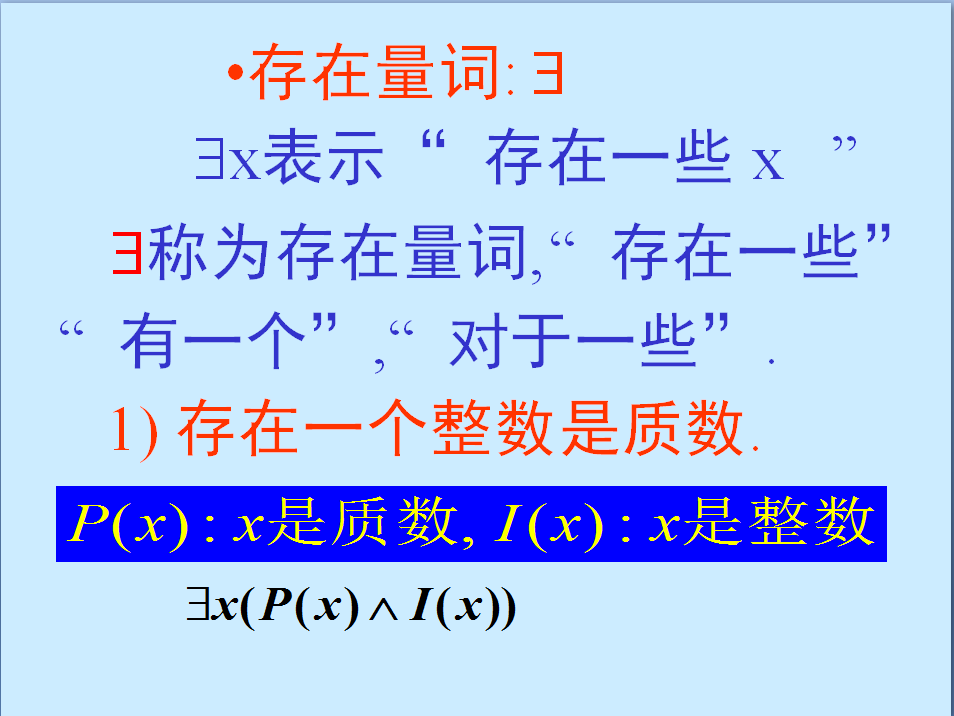 •存在量词: ∃
∃x表示“ 存在一些 x ”
∃称为存在量词,“ 存在一些”
“ 有一个” ,“ 对于一些” .
1) 存在一个整数是质数.
P(x) : x是质数, I(x) : x是整数
∃x(P(x) ∧ I(x))